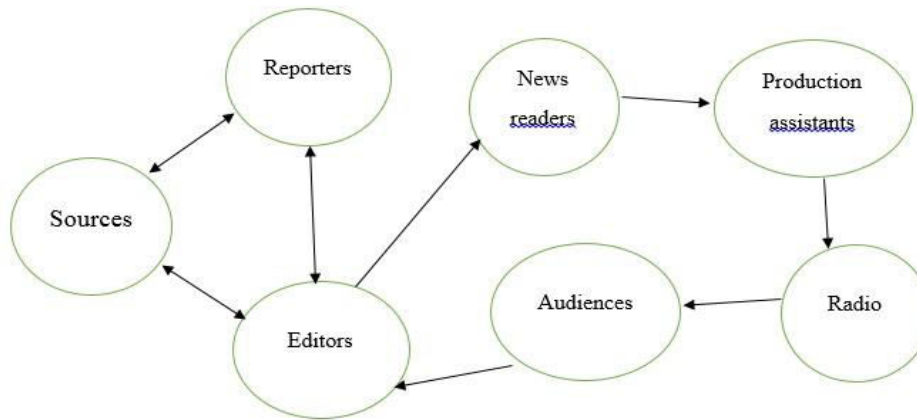 Reporters
News
readers
Production
assistants
Sources
Audiences
Radio
Editors